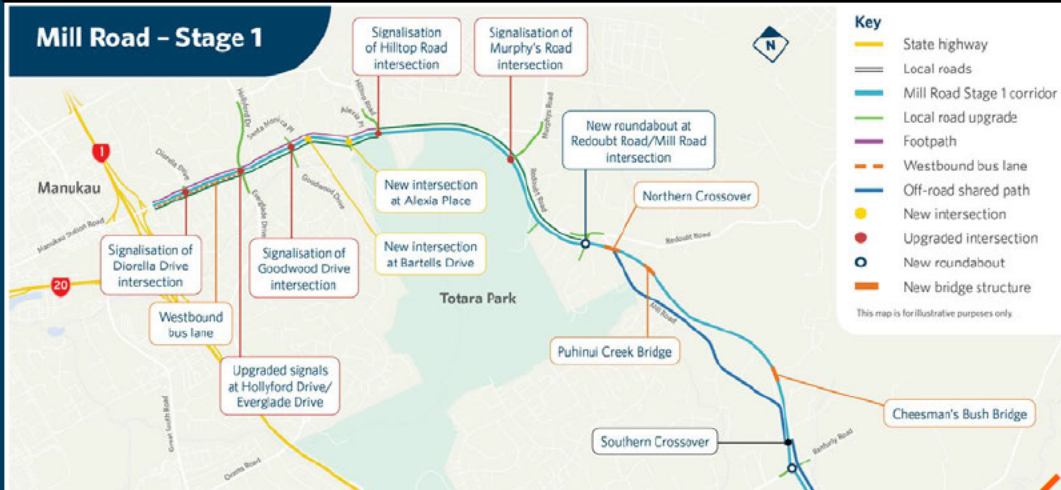 Mill Road – Stage 1
Signalisation
of Hilltop Road
intersection
Signalisation of
Murphy's Road
intersection
N
Key
State highway
Local roads
Mill Road Stage 1 corridor
Local road upgrade
Footpath
Westbound bus lane
Off-road shared path
New intersection
Upgraded intersection
New roundabout
New bridge structure
This map is for illustrative purposes only.
Hollyford Dr
Santa Monica Pl
Alexia Pl
Hilltop Road
Murphys Road
1
Manukau
Diorella Drive
Everglade Drive
Goodwood Drive
Redoubt Road
Manukau Station Road
New roundabout at
Redoubt Road/Mill Road
intersection
New intersection
at Alexia Place
Northern Crossover
Redoubt Road
Signalisation of
Diorella Drive
intersection
Signalisation of
Goodwood Drive
intersection
New intersection
at Bartells Drive
20
Totara Park
Westbound
bus lane
Mill Road
Puhinui Creek Bridge
Upgraded signals
at Hollyford Drive/
Everglade Drive
Cheesman's Bush Bridge
Great South Road
Southern Crossover
Ranfurly Road
Orams Road